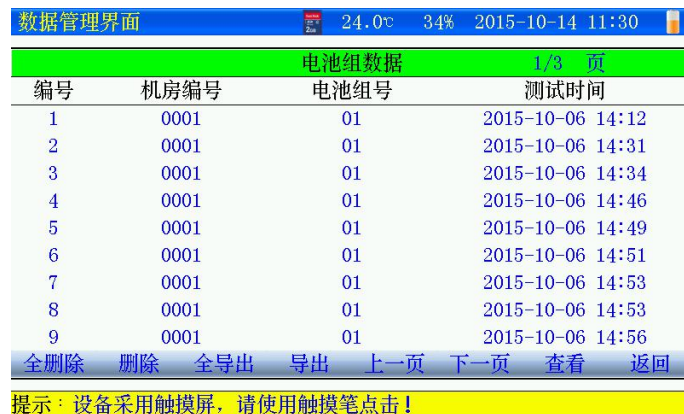 数据管理界面 24.0℃ 34% 2015-10-14 11:30
电池组数据 1/3 页
编号 机房编号 电池组号 测试时间
1 0001 01 2015-10-06 14:12
2 0001 01 2015-10-06 14:31
3 0001 01 2015-10-06 14:34
4 0001 01 2015-10-06 14:46
5 0001 01 2015-10-06 14:49
6 0001 01 2015-10-06 14:51
7 0001 01 2015-10-06 14:53
8 0001 01 2015-10-06 14:53
9 0001 01 2015-10-06 14:56
全删除 删除 全导出 导出 上一页 下一页 查看 返回
提示：设备采用触摸屏，请使用触摸笔点击！